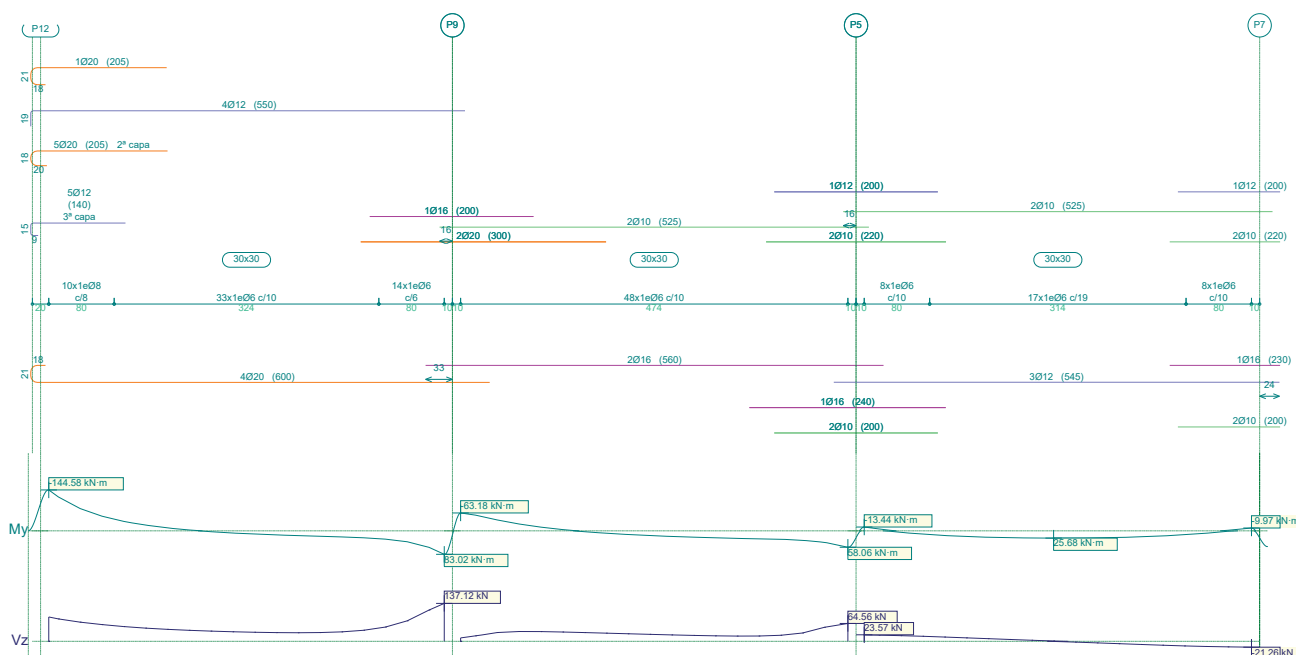 P12
P9
P5
P7
1Ø20 (205)
21
18
4Ø12 (550)
19
5Ø20 (205) 2ª capa
18
20
5Ø12
(140)
3ª capa
15
9
1Ø12 (200)
1Ø12 (200)
1Ø16 (200)
16
2Ø10 (525)
16
2Ø10 (525)
2Ø20 (300)
2Ø10 (220)
2Ø10 (220)
30x30
30x30
30x30
10x1eØ8
c/8
33x1eØ6 c/10
14x1eØ6
c/6
48x1eØ6 c/10
8x1eØ6
c/10
17x1eØ6 c/19
8x1eØ6
c/10
20
80
324
80
10
10
474
10
10
80
314
80
10
18
21
4Ø20 (600)
33
2Ø16 (560)
1Ø16 (230)
3Ø12 (545)
24
1Ø16 (240)
2Ø10 (200)
2Ø10 (200)
My
-144.58 kN·m
-63.18 kN·m
83.02 kN·m
-13.44 kN·m
58.06 kN·m
25.68 kN·m
-9.97 kN·m
Vz
137.12 kN
64.56 kN
23.57 kN
-21.26 kN